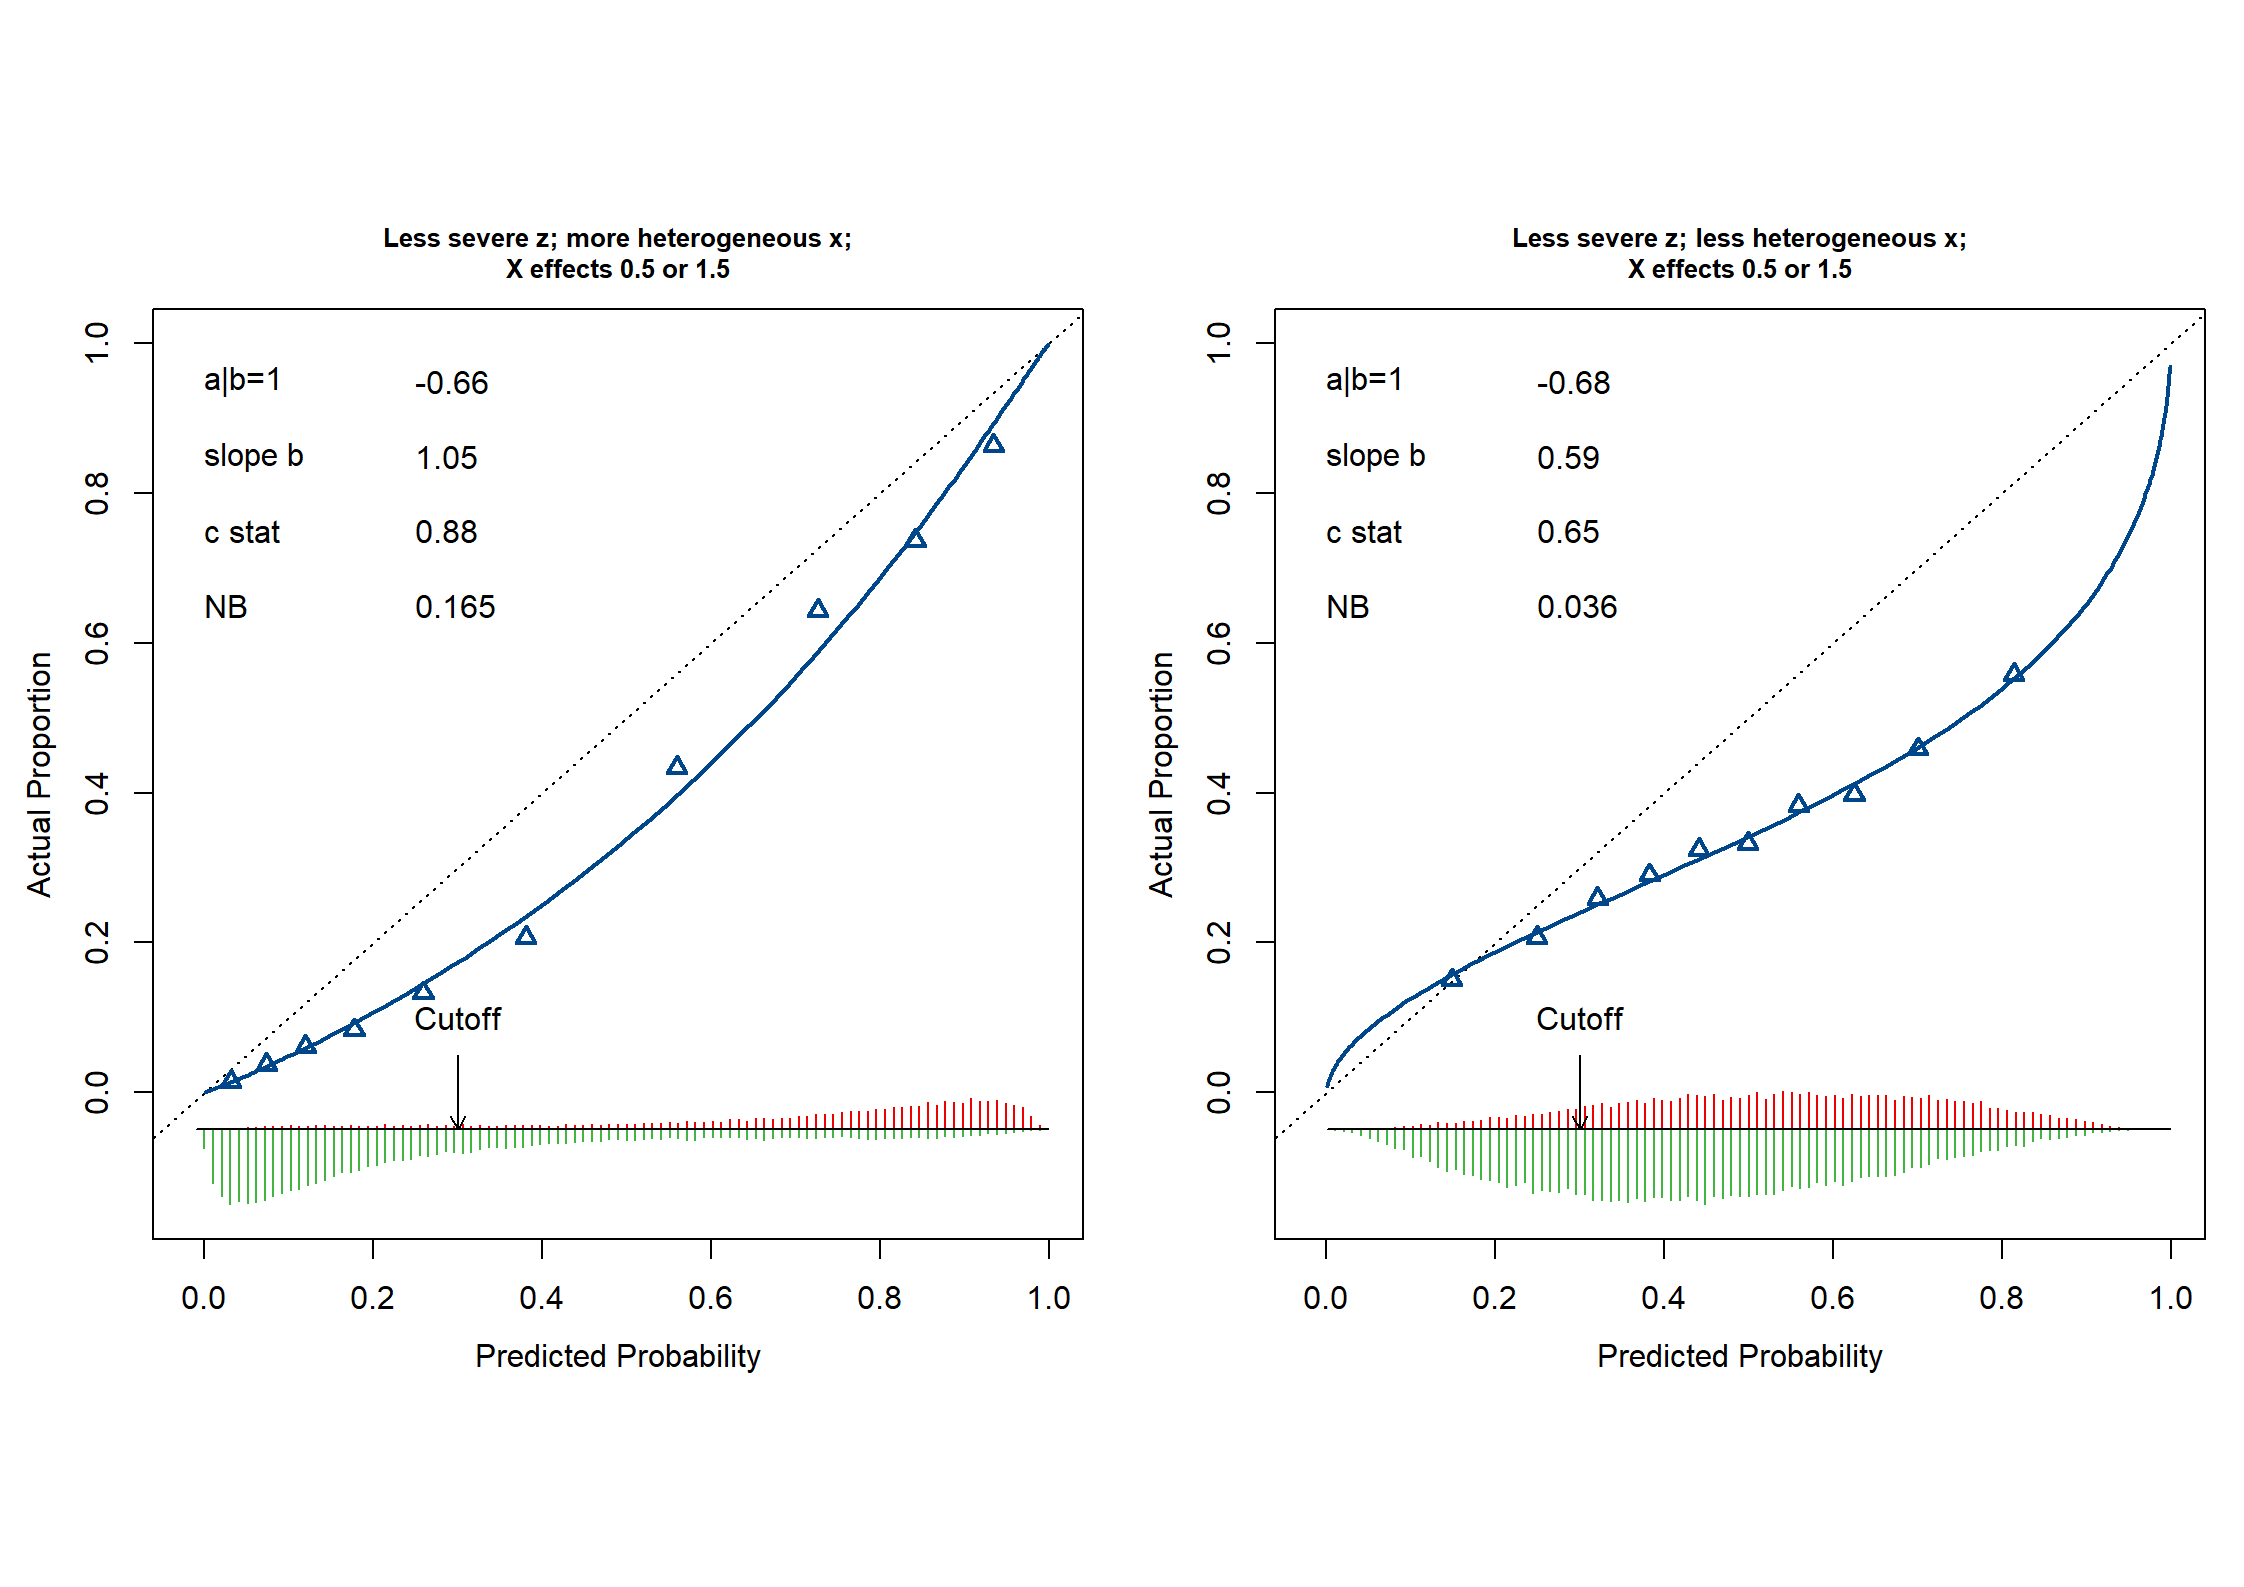 Less severe z; more heterogeneous x;
X effects 0.5 or 1.5
a|b=1 -0.66
slope b 1.05
c stat 0.88
NB 0.165
Cutoff
Actual Proportion
0.0 0.2 0.4 0.6 0.8 1.0
0.0 0.2 0.4 0.6 0.8 1.0
Predicted Probability
Less severe z; less heterogeneous x;
X effects 0.5 or 1.5
a|b=1 -0.68
slope b 0.59
c stat 0.65
NB 0.036
Cutoff
Actual Proportion
0.0 0.2 0.4 0.6 0.8 1.0
0.0 0.2 0.4 0.6 0.8 1.0
Predicted Probability